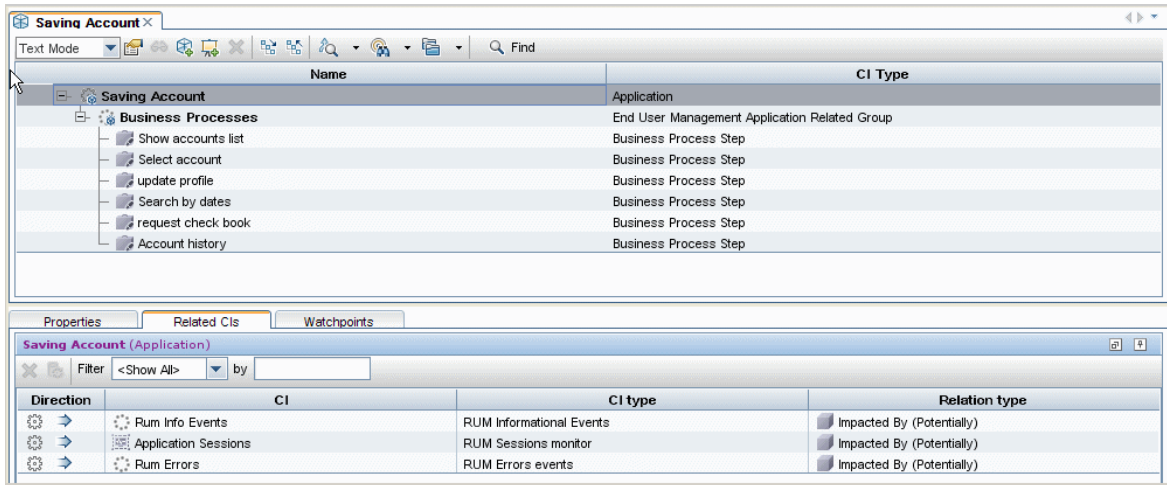 Saving Account
Text Mode Find
Name CI Type
Saving Account Application
Business Processes End User Management Application Related Group
Show accounts list Business Process Step
Select account Business Process Step
update profile Business Process Step
Search by dates Business Process Step
request check book Business Process Step
Account history Business Process Step
Properties Related CIs Watchpoints
Saving Account (Application)
Filter <Show All> by
Direction CI CI type Relation type
Rum Info Events RUM Informational Events Impacted By (Potentially)
Application Sessions RUM Sessions monitor Impacted By (Potentially)
Rum Errors RUM Errors events Impacted By (Potentially)